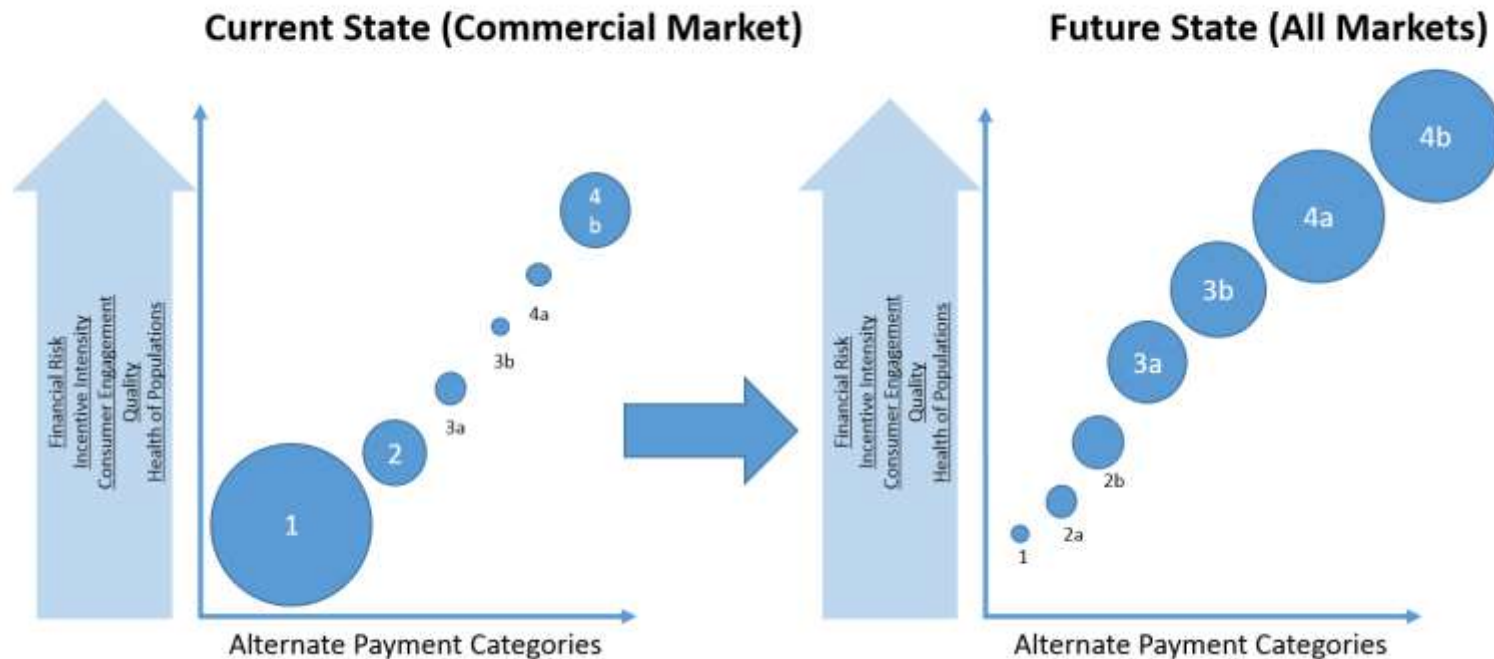 Current State (Commercial Market)
Financial Risk
Incentive Intensity
Consumer Engagement
Quality
Health of Populations
4
b
4a
3b
3a
2
1
Alternate Payment Categories
Future State (All Markets)
Financial Risk
Incentive Intensity
Consumer Engagement
Quality
Health of Populations
4b
4a
3b
3a
2b
2a
1
Alternate Payment Categories